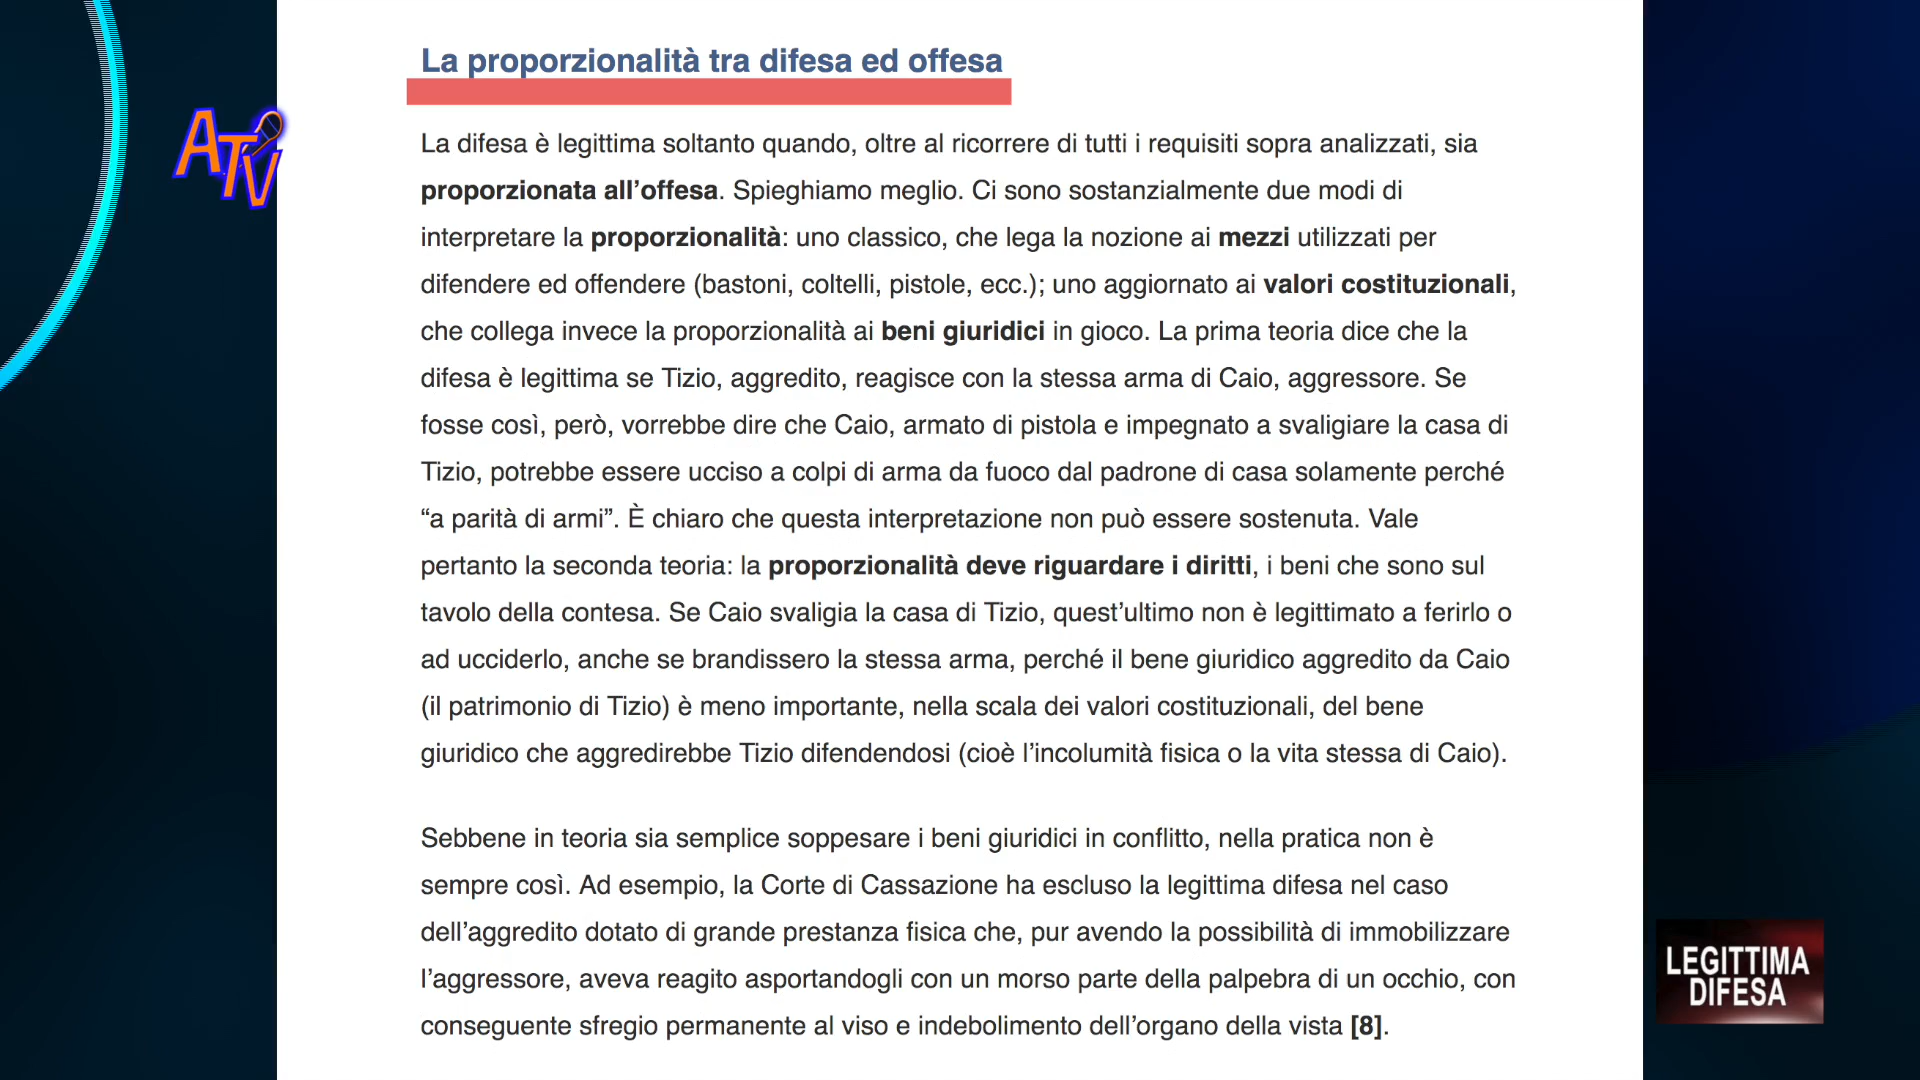 La proporzionalità tra difesa ed offesa
ATV
La difesa è legittima soltanto quando, oltre al ricorrere di tutti i requisiti sopra analizzati, sia
proporzionata all’offesa. Spieghiamo meglio. Ci sono sostanzialmente due modi di
interpretare la proporzionalità: uno classico, che lega la nozione ai mezzi utilizzati per
difendere ed offendere (bastoni, coltelli, pistole, ecc.); uno aggiornato ai valori costituzionali,
che collega invece la proporzionalità ai beni giuridici in gioco. La prima teoria dice che la
difesa è legittima se Tizio, aggredito, reagisce con la stessa arma di Caio, aggressore. Se
fosse così, però, vorrebbe dire che Caio, armato di pistola e impegnato a svaligiare la casa di
Tizio, potrebbe essere ucciso a colpi di arma da fuoco dal padrone di casa solamente perché
“a parità di armi”. È chiaro che questa interpretazione non può essere sostenuta. Vale
pertanto la seconda teoria: la proporzionalità deve riguardare i diritti, i beni che sono sul
tavolo della contesa. Se Caio svaligia la casa di Tizio, quest’ultimo non è legittimato a ferirlo o
ad ucciderlo, anche se brandissero la stessa arma, perché il bene giuridico aggredito da Caio
(il patrimonio di Tizio) è meno importante, nella scala dei valori costituzionali, del bene
giuridico che aggredirebbe Tizio difendendosi (cioè l’incolumità fisica o la vita stessa di Caio).
Sebbene in teoria sia semplice soppesare i beni giuridici in conflitto, nella pratica non è
sempre così. Ad esempio, la Corte di Cassazione ha escluso la legittima difesa nel caso
dell’aggredito dotato di grande prestanza fisica che, pur avendo la possibilità di immobilizzare
l’aggressore, aveva reagito asportandogli con un morso parte della palpebra di un occhio, con
conseguente sfregio permanente al viso e indebolimento dell’organo della vista [8].
LEGITTIMA
DIFESA